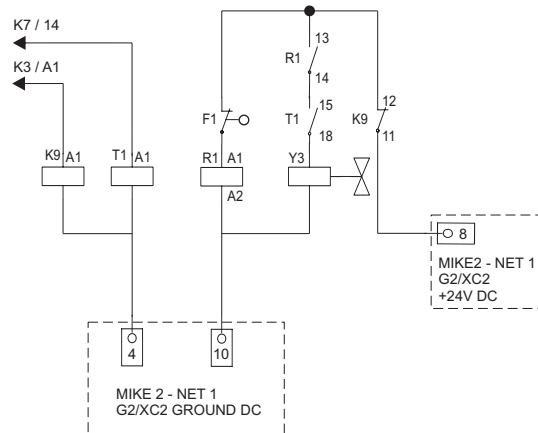 K7 / 14
K3 / A1
13
R1
14
12
F1
T1
15
K9
18
11
K9 A1
T1 A1
R1 A1
Y3
A2
8
MIKE2 - NET 1
G2/XC2
+24V DC
4
10
MIKE 2 - NET 1
G2/XC2 GROUND DC